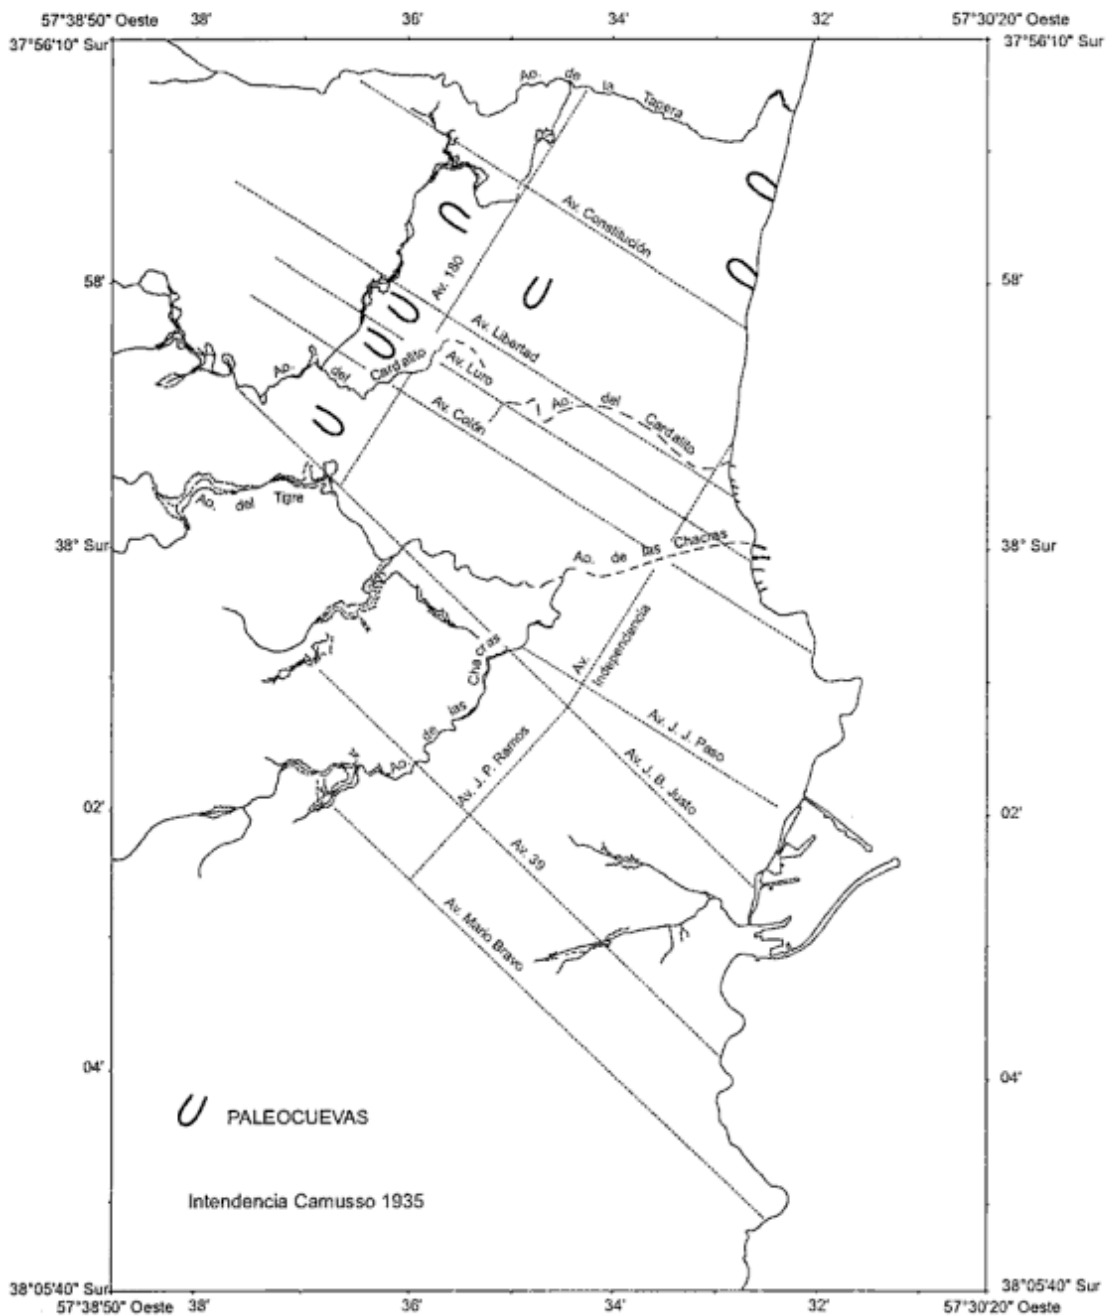 57°38'50" Oeste 38' 36' 34' 32' 57°30'20" Oeste
37°56'10" Sur 37°56'10" Sur
Ao. de la Tapera
Av. Constitución
Av. 180
58' 58'
Av. Libertad
Ao. del Cardalito
Av. Luro
Ao. del Cardalito
Av. Colón
Ao. del Tigre
38° Sur 38° Sur
Ao. de las Chacras
Av. Independancia
Ao. de las Chacras
Av. J. J. Paso
Av. J. P. Ramos
Av. J. B. Justo
02' 02'
Av. 39
Av. Mario Bravo
04' 04'
PALEOCUEVAS
Intendencia Camusso 1935
38°05'40" Sur 38°05'40" Sur
57°38'50" Oeste 38' 36' 34' 32' 57°30'20" Oeste